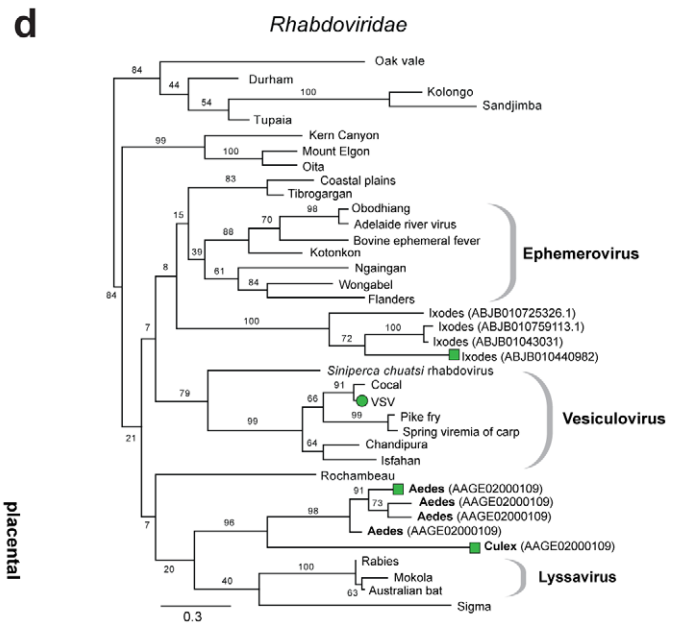 d
Rhabdoviridae
84
Oak vale
44
Durham
54
100
Kolongo
Sandjimba
Tupaia
99
Kern Canyon
100
Mount Elgon
Oita
83
Coastal plains
Tibrogargan
15
98
Obodhiang
70
Adelaide river virus
88
Bovine ephemeral fever
39
Kotonkon
Ephemerovirus
8
61
Ngaingan
84
Wongabel
Flanders
84
100
Ixodes (ABJB010725326.1)
100
Ixodes (ABJB010759113.1)
72
Ixodes (ABJB01043031)
Ixodes (ABJB010440982)
7
Siniperca chuatsi rhabdovirus
79
91
Cocal
66
VSV
99
Pike fry
99
Spring viremia of carp
Vesiculovirus
64
Chandipura
Isfahan
21
Rochambeau
7
91
Aedes (AAGE02000109)
73
Aedes (AAGE02000109)
98
Aedes (AAGE02000109)
96
Aedes (AAGE02000109)
Culex (AAGE02000109)
20
100
Rabies
Mokola
40
63
Australian bat
Lyssavirus
Sigma
0.3
placental